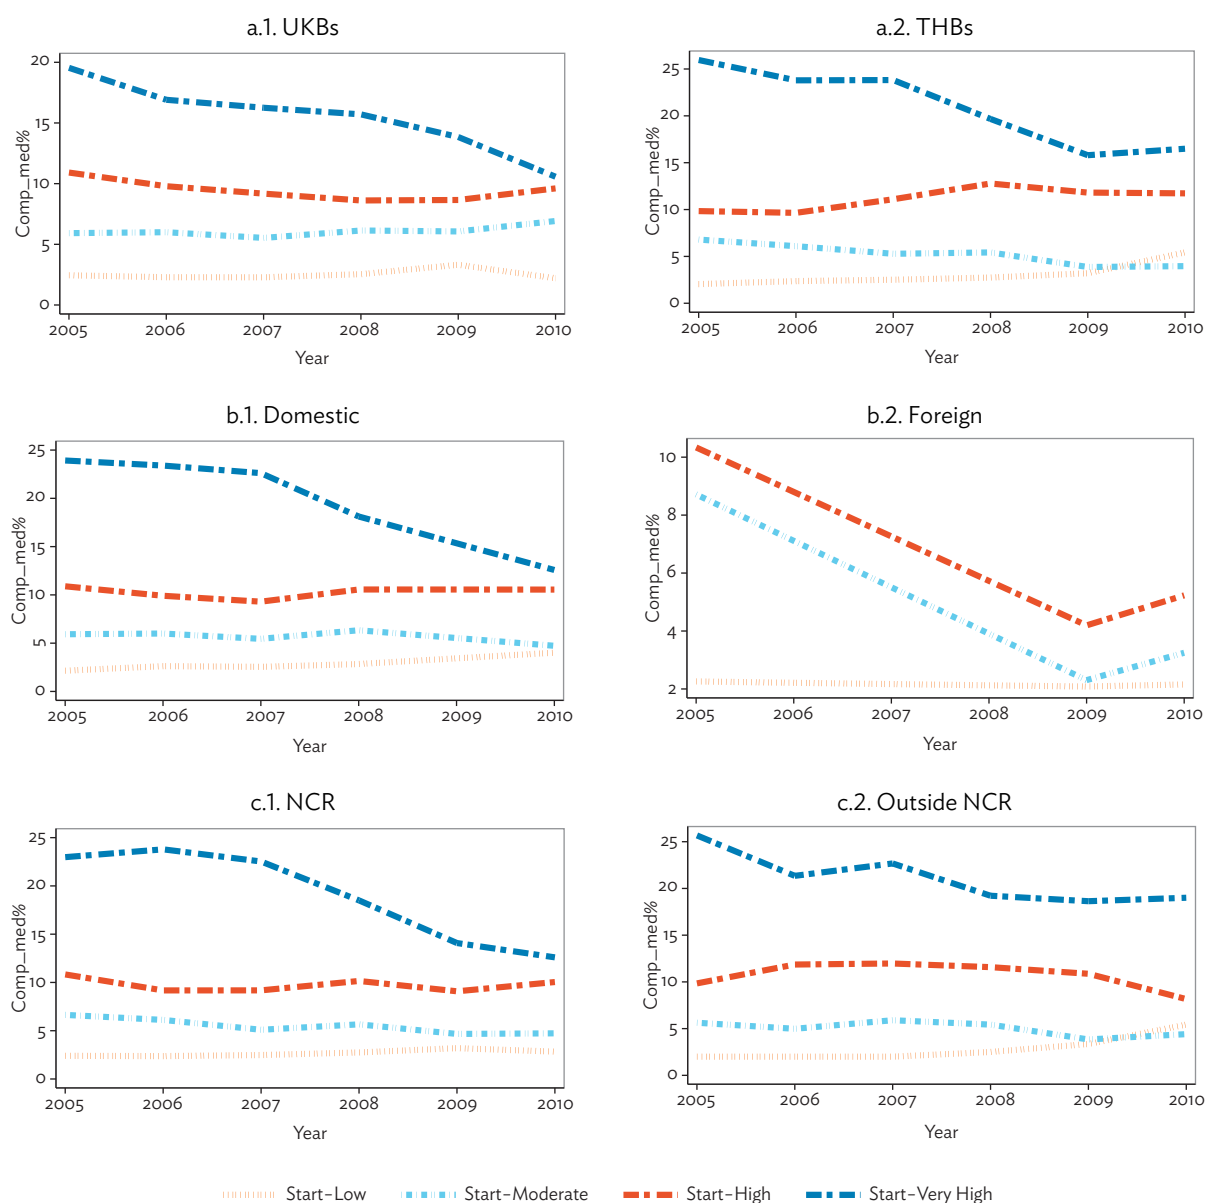 a.1. UKBs
Comp_med%
20
15
10
5
0
2005 2006 2007 2008 2009 2010
Year
a.2. THBs
Comp_med%
25
20
15
10
5
0
2005 2006 2007 2008 2009 2010
Year
b.1. Domestic
Comp_med%
25
20
15
10
5
0
2005 2006 2007 2008 2009 2010
Year
b.2. Foreign
Comp_med%
10
8
6
4
2
2005 2006 2007 2008 2009 2010
Year
c.1. NCR
Comp_med%
25
20
15
10
5
0
2005 2006 2007 2008 2009 2010
Year
c.2. Outside NCR
Comp_med%
25
20
15
10
5
0
2005 2006 2007 2008 2009 2010
Year
Start–Low Start–Moderate Start–High Start–Very High